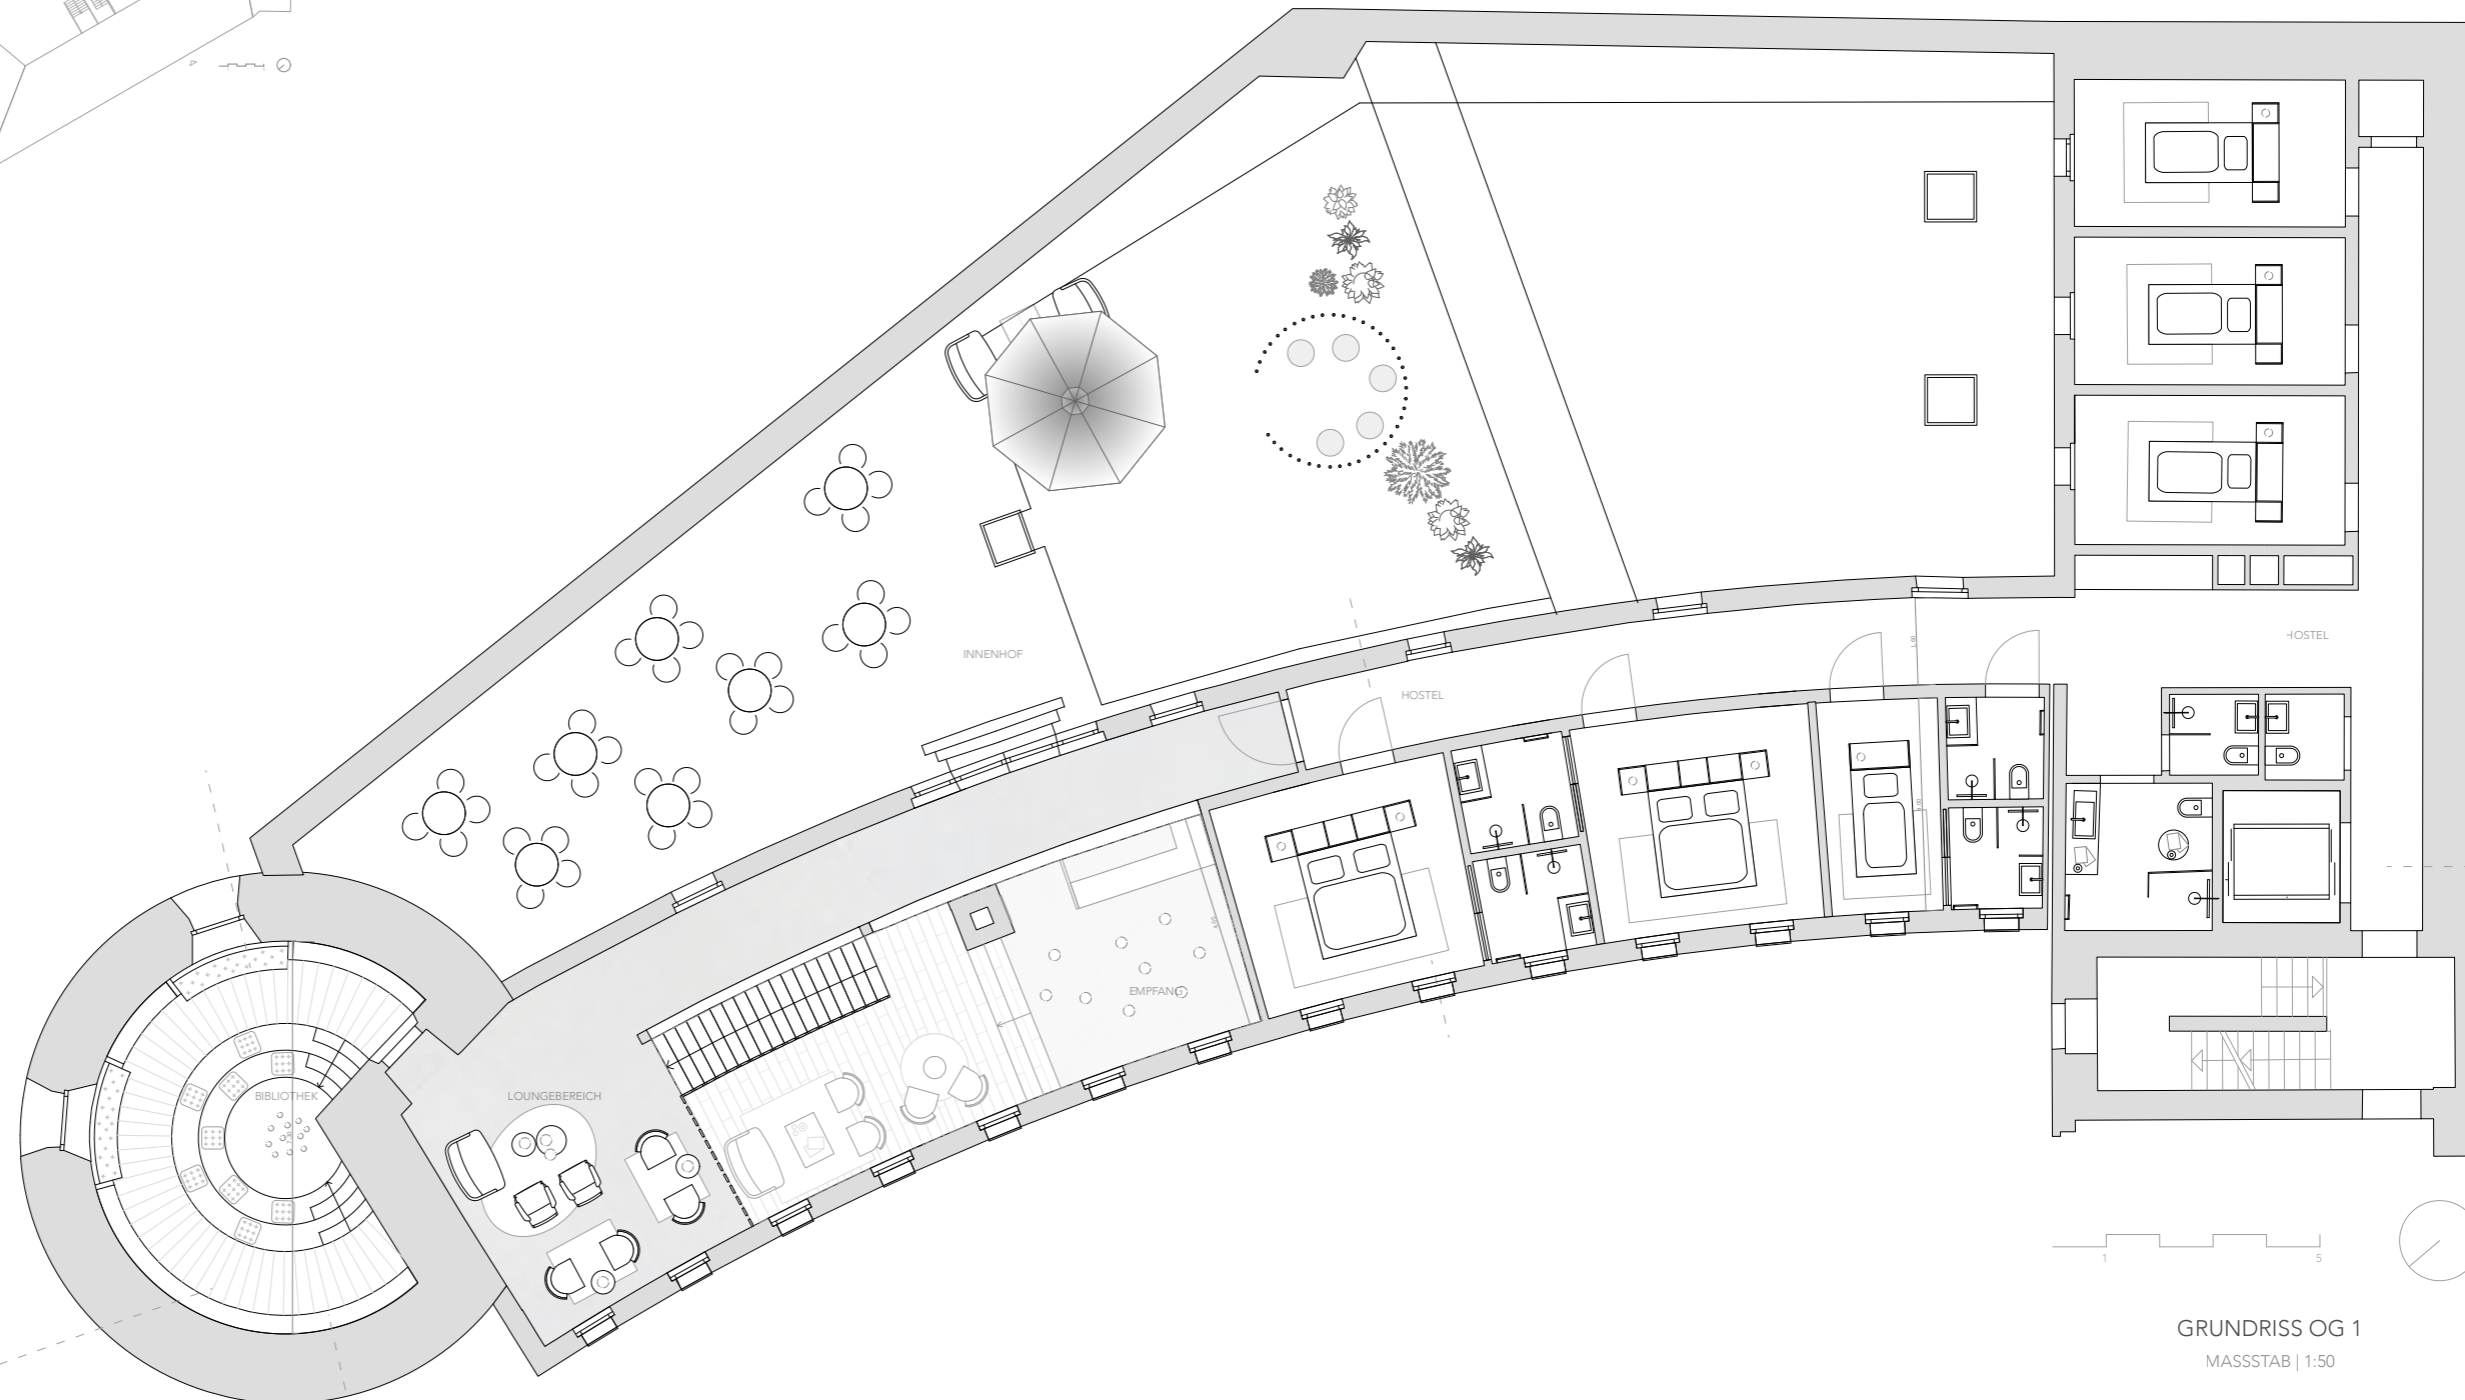 INNENHOF
HOSTEL
HOSTEL
EMPFANG
BIBLIOTHEK
LOUNGEBEREICH
1
5
GRUNDRISS OG 1
MASSSTAB | 1:50